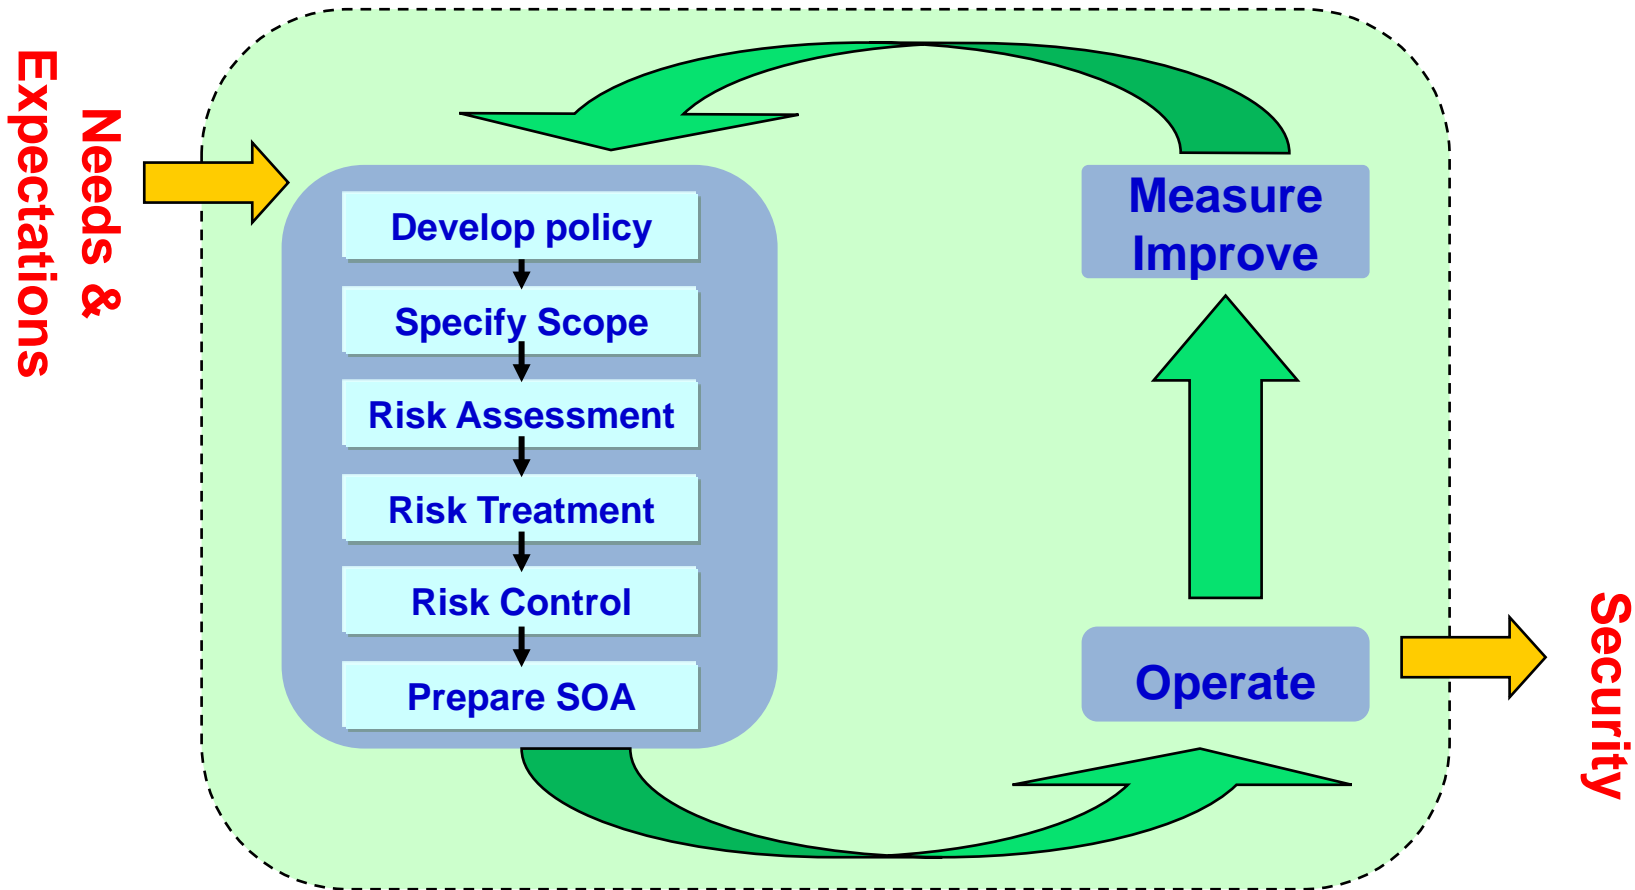 Needs &
Expectations
Develop policy
Specify Scope
Risk Assessment
Risk Treatment
Risk Control
Prepare SOA
Measure
Improve
Operate
Security